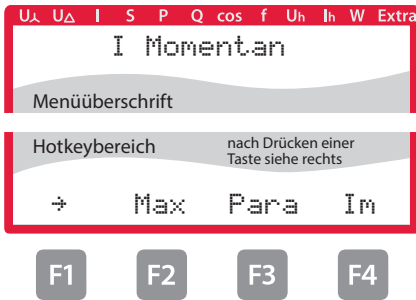 U⅄ U△ I S P Q cos f Uh Ih W Extra
I Momentan
Menüüberschrift
Hotkeybereich
nach Drücken einer
Taste siehe rechts
→ Max Para Im
F1 F2 F3 F4